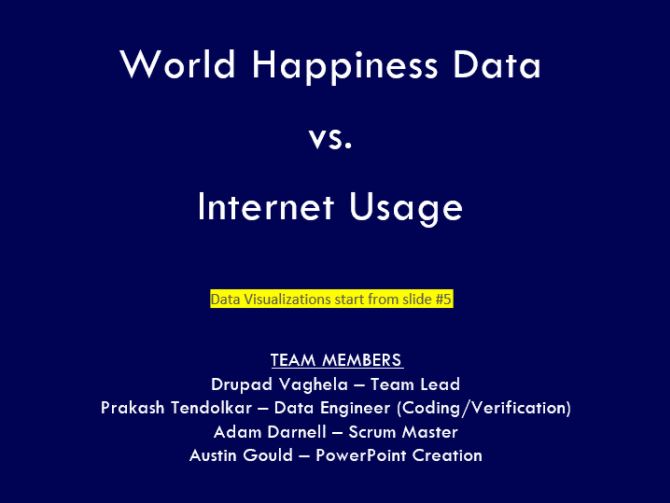 World Happiness Data
vs.
Internet Usage
Data Visualizations start from slide #5
TEAM MEMBERS
Drupad Vaghela – Team Lead
Prakash Tendolkar – Data Engineer (Coding/Verification)
Adam Darnell – Scrum Master
Austin Gould – PowerPoint Creation